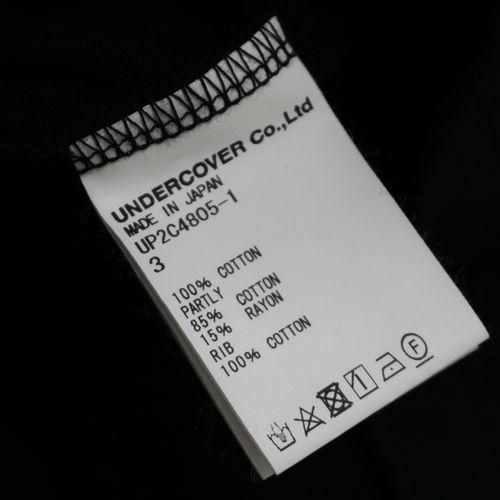 UNDERCOVER Co.,Ltd
MADE IN JAPAN
UP2C4805-1
3
100% COTTON
PARTLY
85% COTTON
15% RAYON
RIB
100% COTTON
1
F